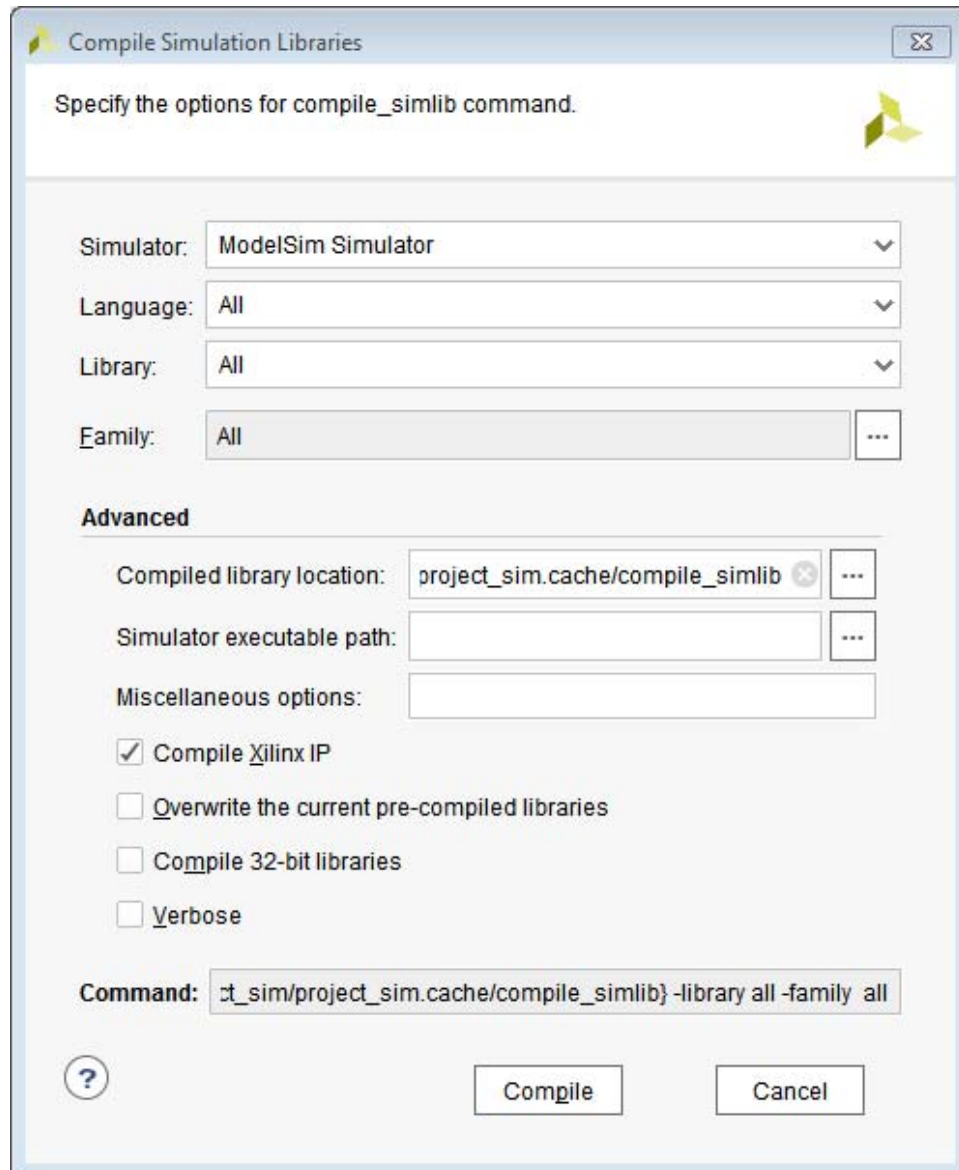 Compile Simulation Libraries
Specify the options for compile_simlib command.
Simulator: ModelSim Simulator
Language: All
Library: All
Family: All ...
Advanced
Compiled library location: project_sim.cache/compile_simlib ...
Simulator executable path: ...
Miscellaneous options:
Compile Xilinx IP
Overwrite the current pre-compiled libraries
Compile 32-bit libraries
Verbose
Command: ct_sim/project_sim.cache/compile_simlib} -library all -family all
? Compile Cancel